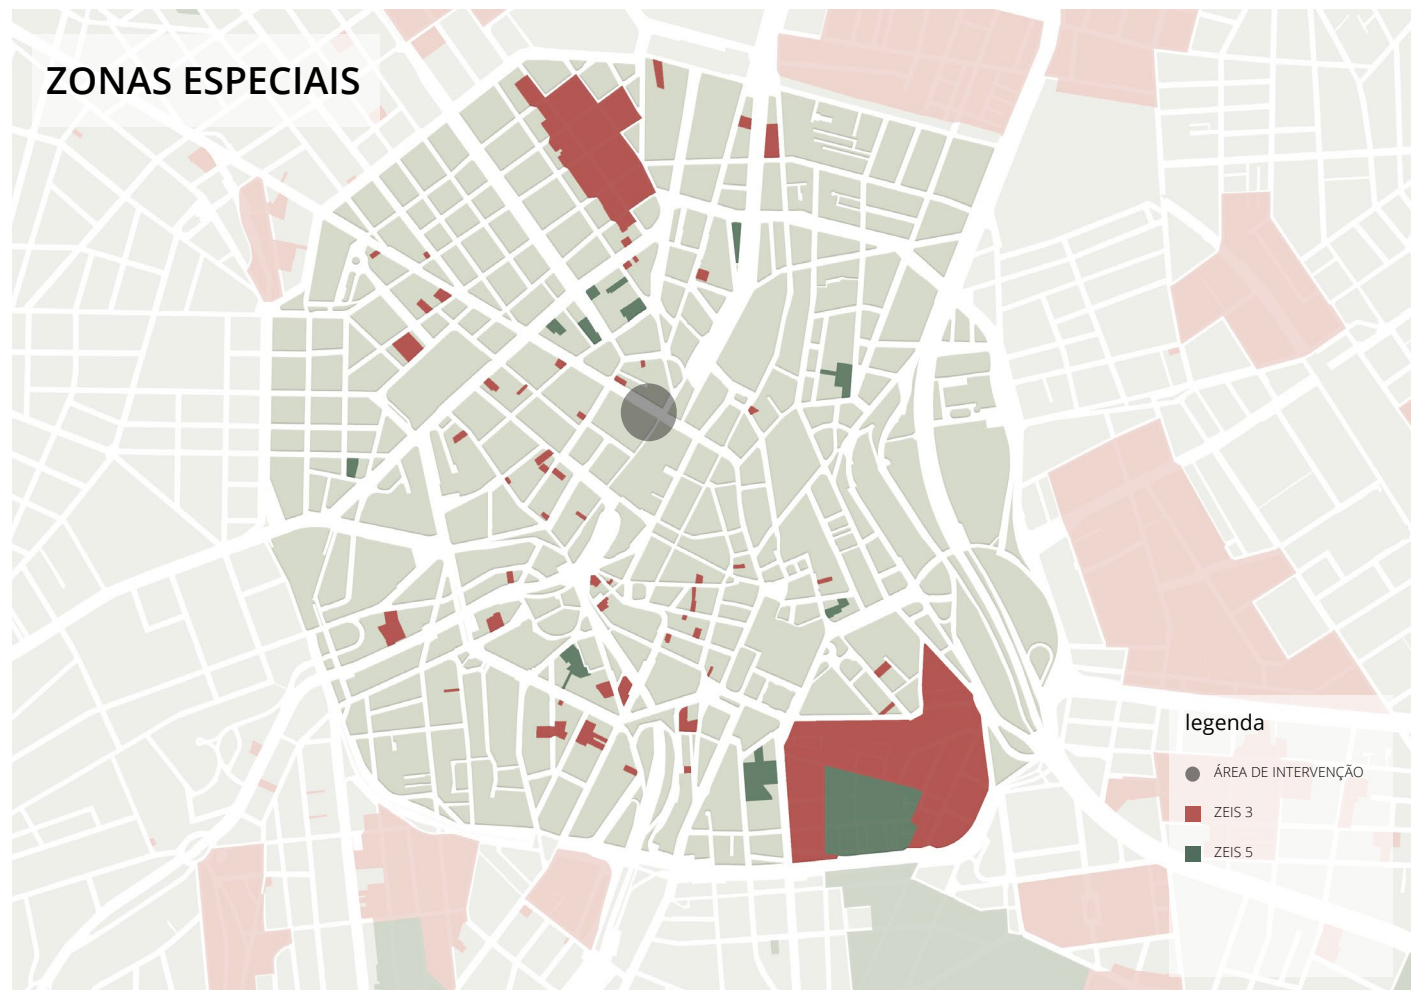 ZONAS ESPECIAIS
legenda
ÁREA DE INTERVENÇÃO
ZEIS 3
ZEIS 5